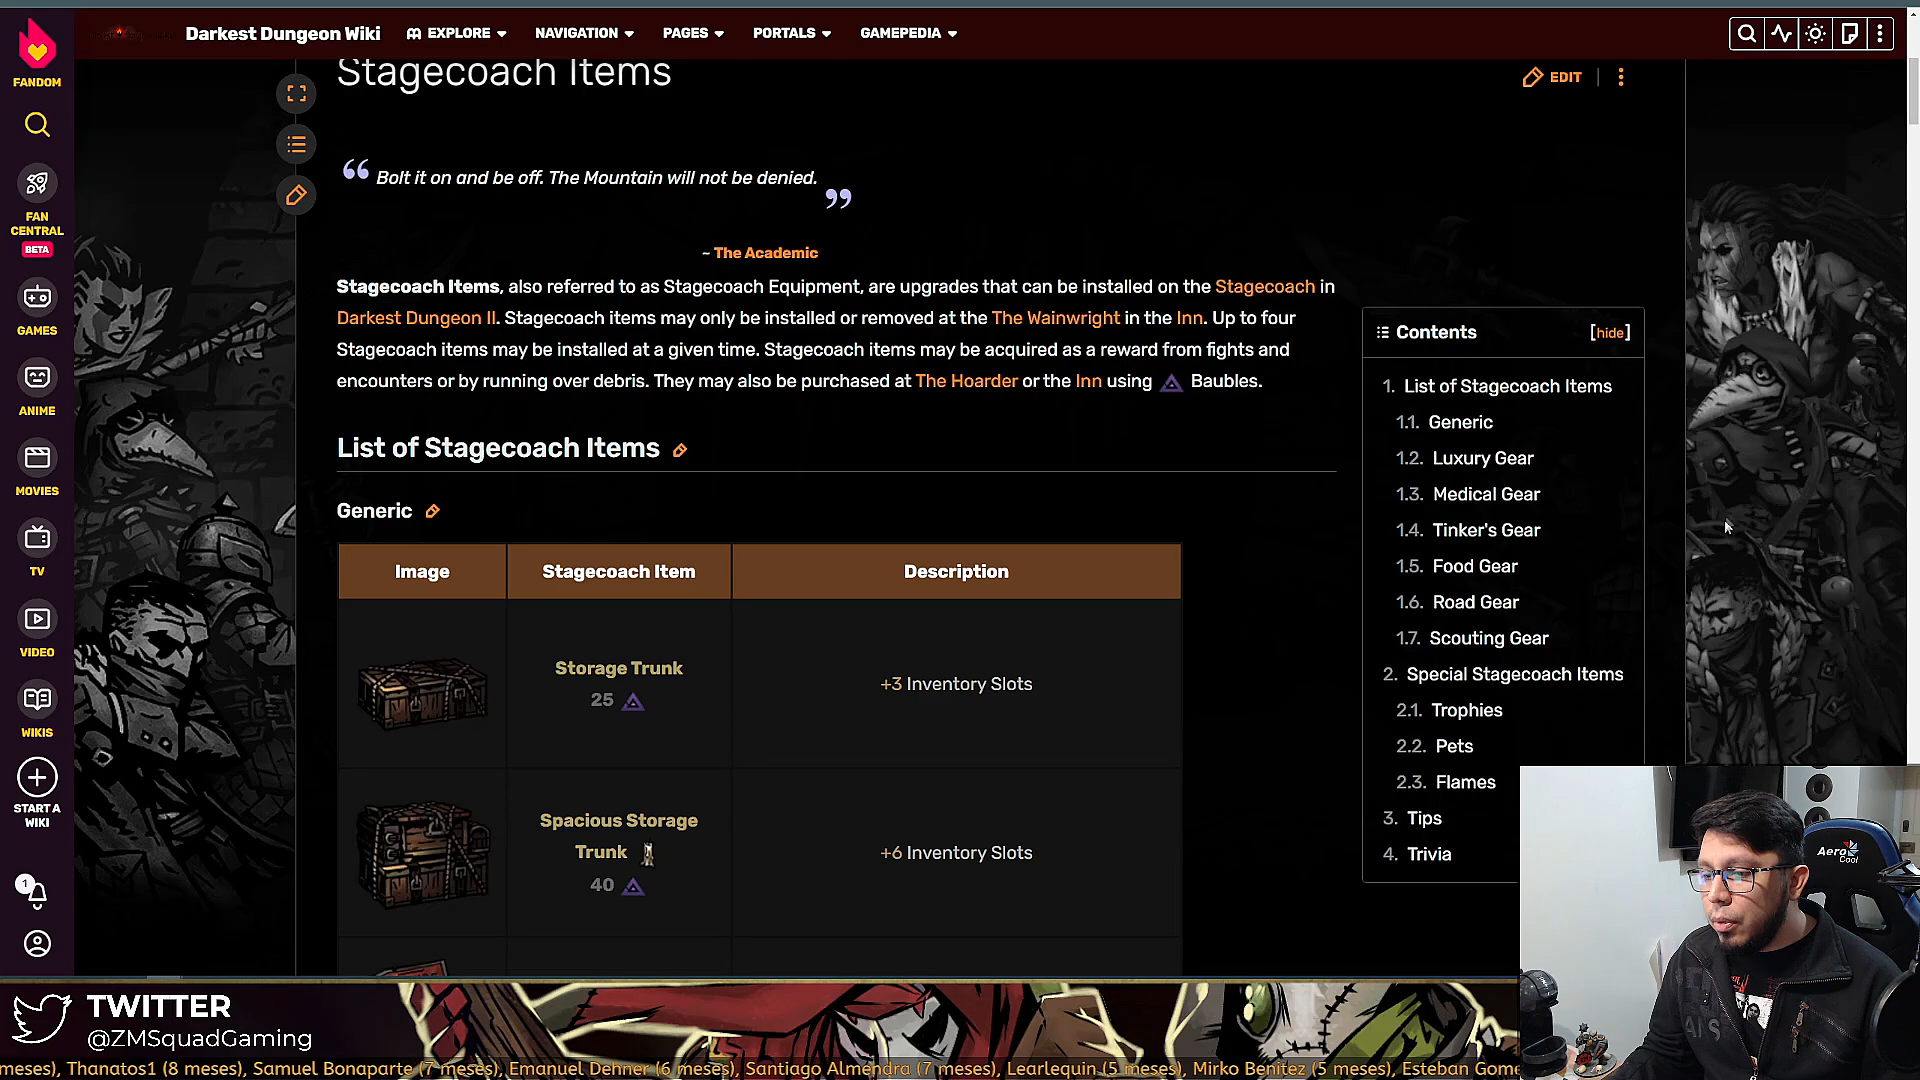 Darkest Dungeon Wiki
EXPLORE
NAVIGATION
PAGES
PORTALS
GAMEPEDIA
FANDOM
FAN CENTRAL
BETA
GAMES
ANIME
MOVIES
TV
VIDEO
WIKIS
START A WIKI
1
Stagecoach Items
EDIT
“ Bolt it on and be off. The Mountain will not be denied. ”
~ The Academic
Stagecoach Items, also referred to as Stagecoach Equipment, are upgrades that can be installed on the Stagecoach in
Darkest Dungeon II. Stagecoach items may only be installed or removed at the The Wainwright in the Inn. Up to four
Stagecoach items may be installed at a given time. Stagecoach items may be acquired as a reward from fights and
encounters or by running over debris. They may also be purchased at The Hoarder or the Inn using Baubles.
List of Stagecoach Items
Generic
Image Stagecoach Item Description
Storage Trunk
25
+3 Inventory Slots
Spacious Storage
Trunk
40
+6 Inventory Slots
Contents [hide]
1. List of Stagecoach Items
1.1. Generic
1.2. Luxury Gear
1.3. Medical Gear
1.4. Tinker's Gear
1.5. Food Gear
1.6. Road Gear
1.7. Scouting Gear
2. Special Stagecoach Items
2.1. Trophies
2.2. Pets
2.3. Flames
3. Tips
4. Trivia
Aero
Cool
TWITTER
@ZMSquadGaming
meses), Thanatos1 (8 meses), Samuel Bonaparte (7 meses), Emanuel Dehner (6 meses), Santiago Almendra (7 meses), Learlequin (5 meses), Mirko Benitez (5 meses), Esteban Gome